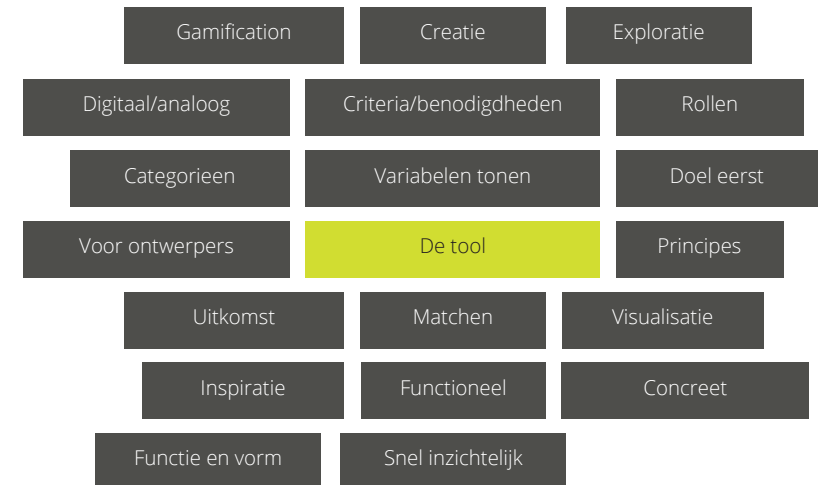 Gamification
Creatie
Exploratie
Digitaal/analoog
Criteria/benodigdheden
Rollen
Categorieen
Variabelen tonen
Doel eerst
Voor ontwerpers
De tool
Principes
Uitkomst
Matchen
Visualisatie
Inspiratie
Functioneel
Concreet
Functie en vorm
Snel inzichtelijk